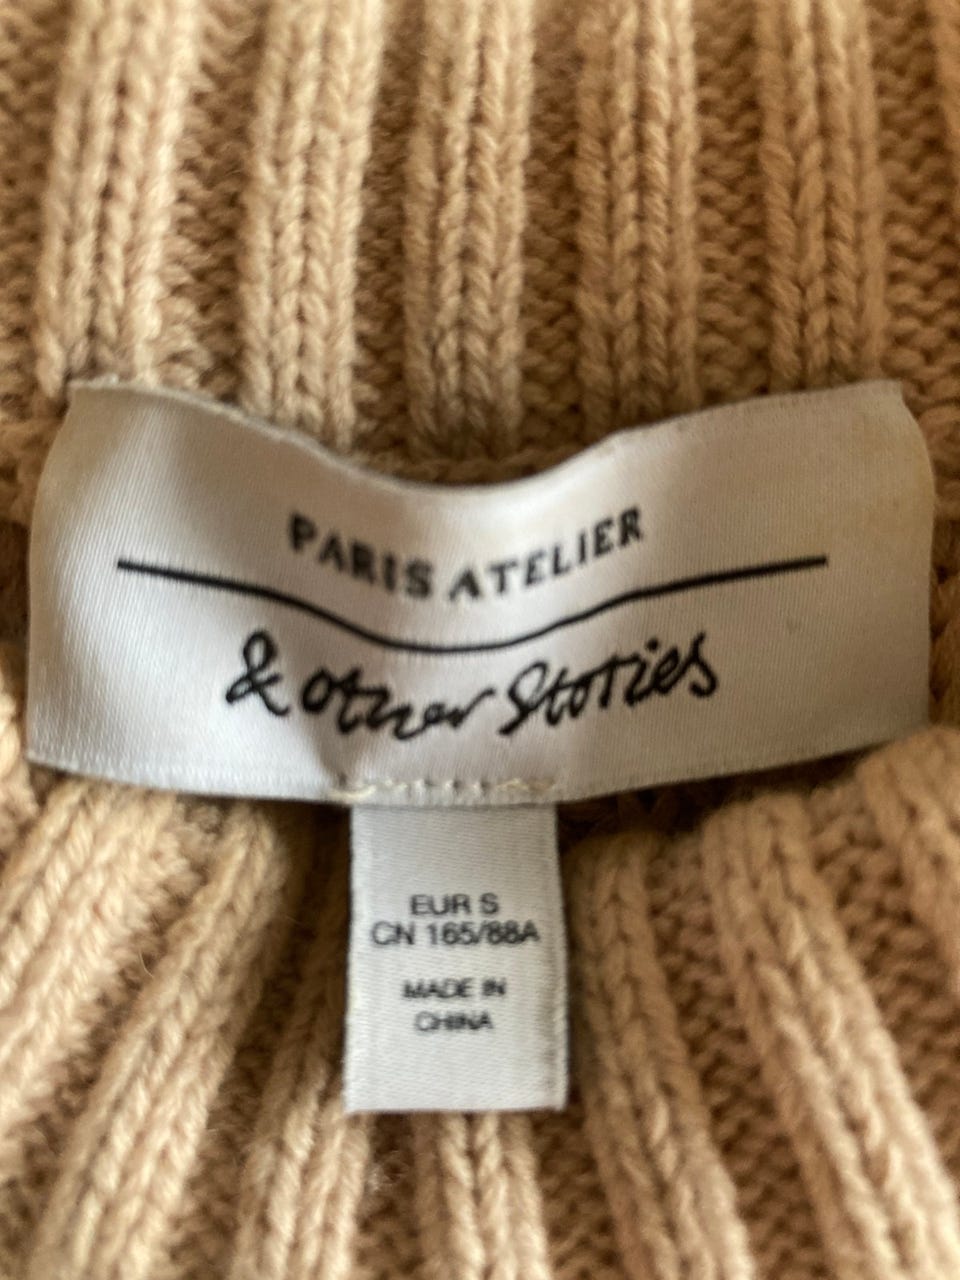 PARIS ATELIER
& other Stories
EUR S
CN 165/88A
MADE IN
CHINA